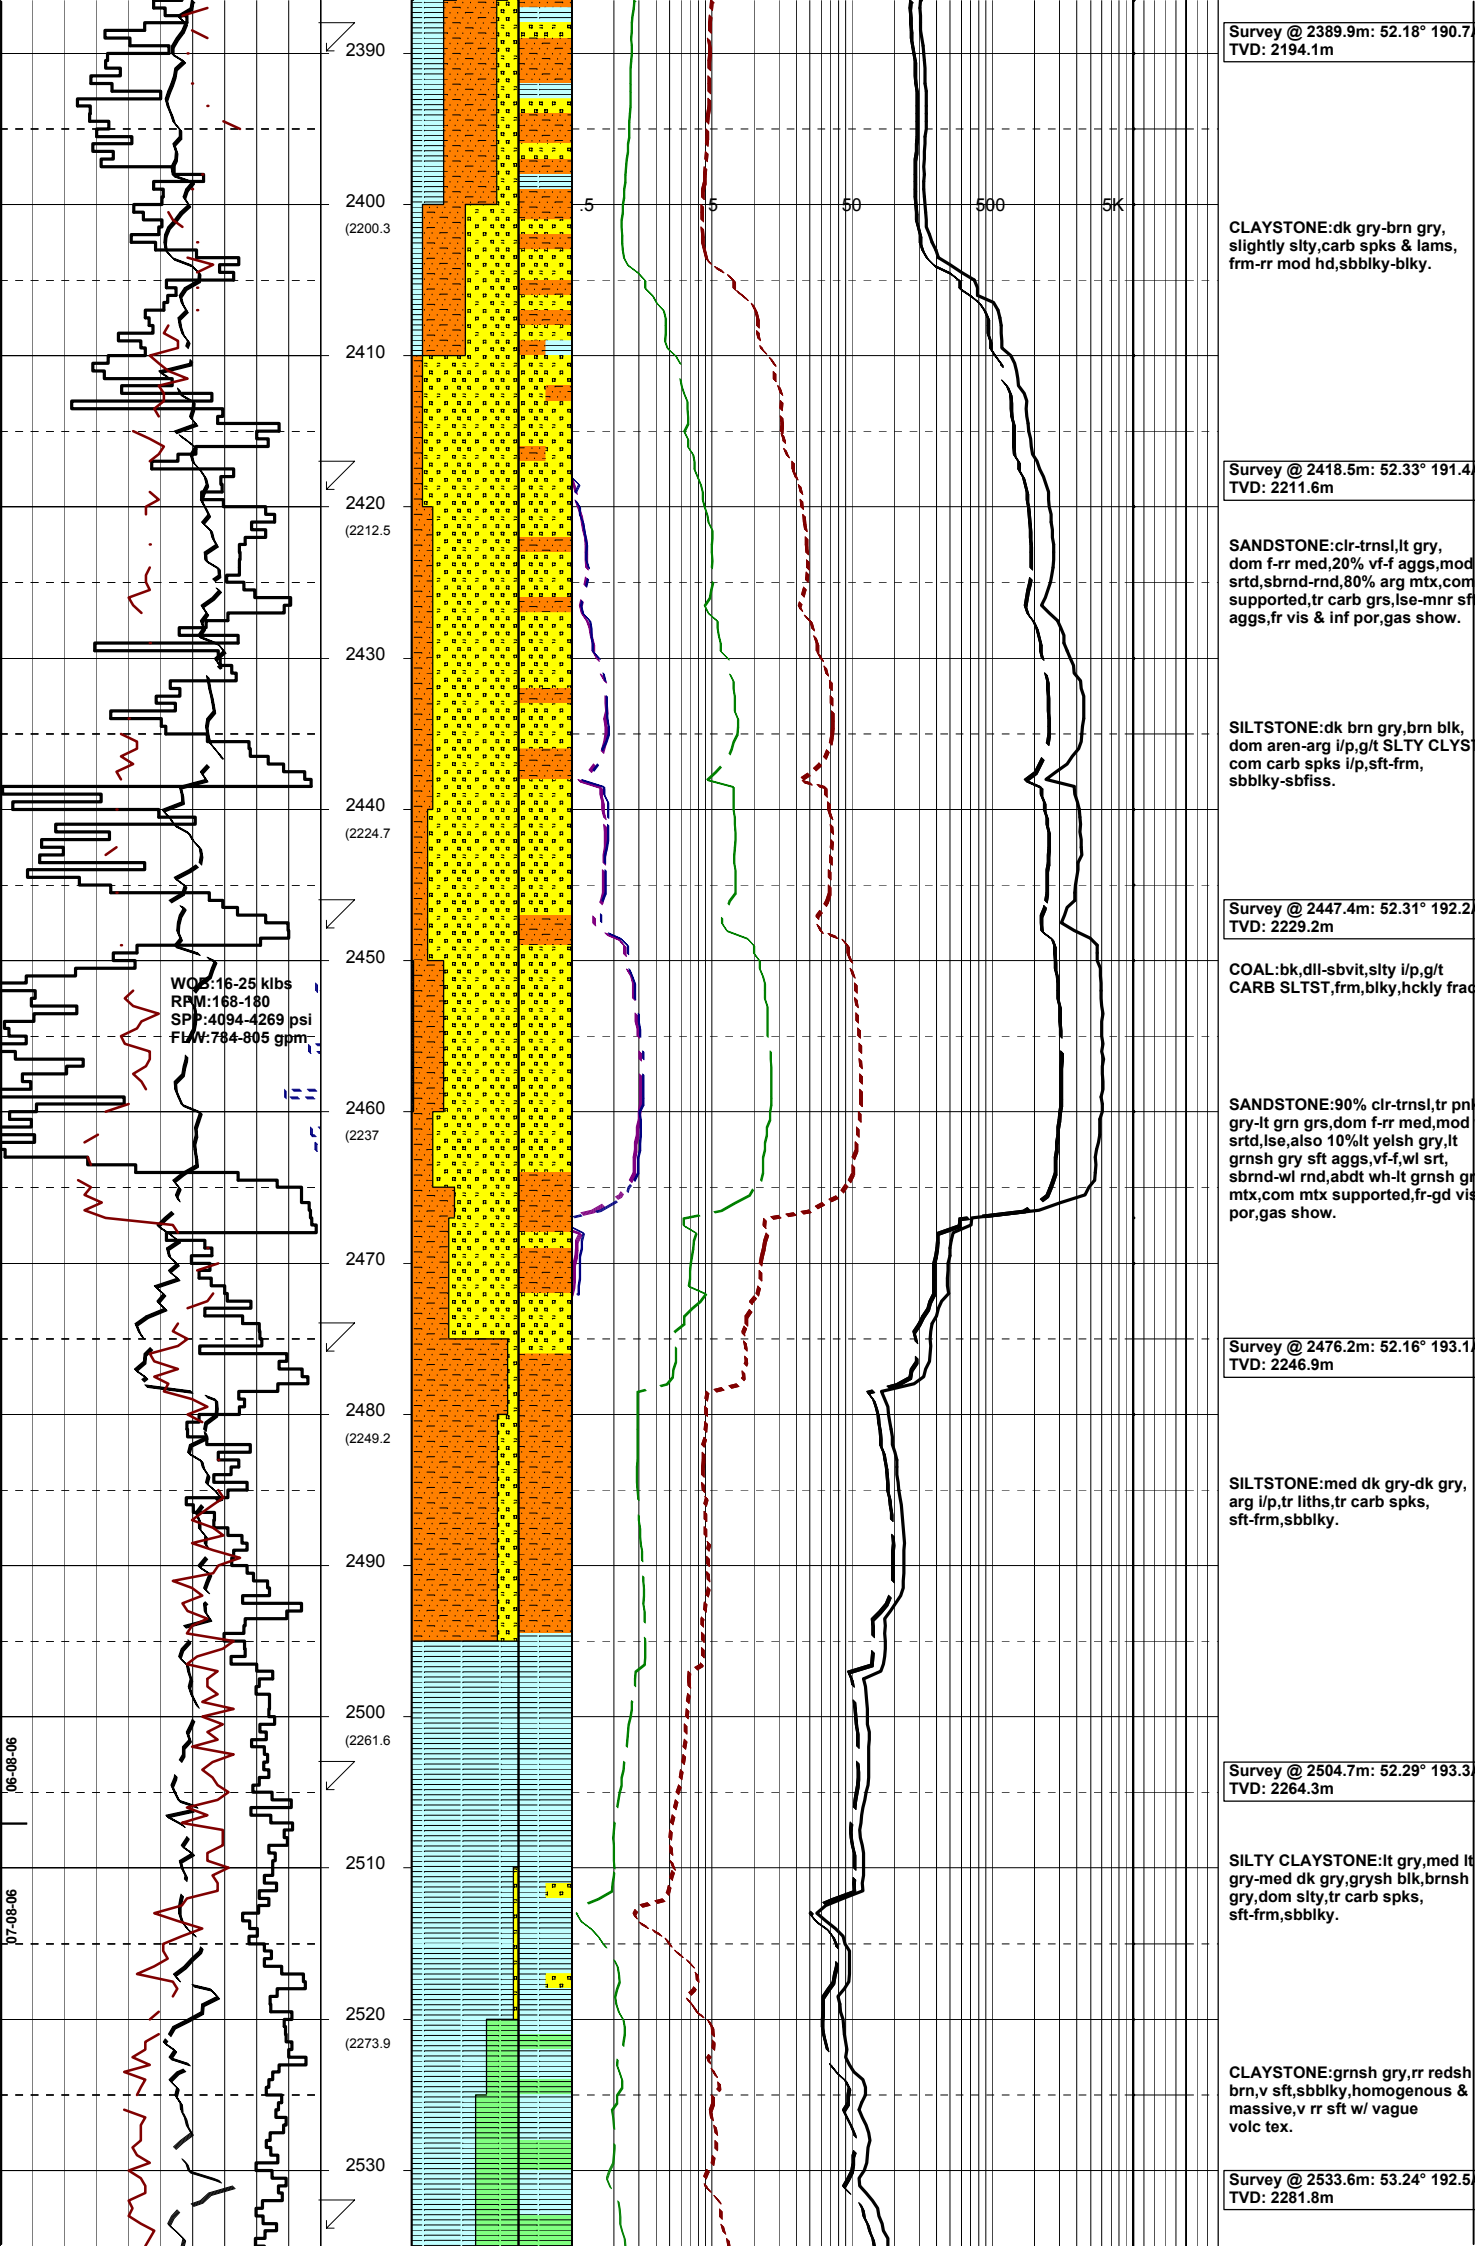 Survey @ 2389.9m: 52.18° 190.7
TVD: 2194.1m
2390
2400
(2200.3
.5 5 50 500 5K
CLAYSTONE:dk gry-brn gry,
slightly slty,carb spks & lams,
frm-rr mod hd,sbblky-blky.
2410
Survey @ 2418.5m: 52.33° 191.4
TVD: 2211.6m
2420
(2212.5
SANDSTONE:clr-trnsl,lt gry,
dom f-rr med,20% vf-f aggs,mod
srtd,sbrnd-rnd,80% arg mtx,com
supported,tr carb grs,lse-mnr sft
aggs,fr vis & inf por,gas show.
2430
SILTSTONE:dk brn gry,brn blk,
dom aren-arg i/p,g/t SLTY CLYST
com carb spks i/p,sft-frm,
sbblky-sbfiss.
2440
(2224.7
Survey @ 2447.4m: 52.31° 192.2
TVD: 2229.2m
2450
COAL:bk,dll-sbvit,slty i/p,g/t
CARB SLTST,frm,blky,hckly frac
WOB:16-25 klbs
RPM:168-180
SPP:4094-4269 psi
FLW:784-805 gpm
2460
(2237
SANDSTONE:90% clr-trnsl,tr pnk
gry-lt grn grs,dom f-rr med,mod
srtd,lse,also 10%lt yelsh gry,lt
grnsh gry sft aggs,vf-f,wl srt,
sbrnd-wl rnd,abdt wh-lt grnsh gr
mtx,com mtx supported,fr-gd vis
por,gas show.
2470
Survey @ 2476.2m: 52.16° 193.1
TVD: 2246.9m
2480
(2249.2
SILTSTONE:med dk gry-dk gry,
arg i/p,tr liths,tr carb spks,
sft-frm,sbblky.
2490
2500
(2261.6
06-08-06
Survey @ 2504.7m: 52.29° 193.3
TVD: 2264.3m
2510
SILTY CLAYSTONE:lt gry,med lt
gry-med dk gry,grysh blk,brnsh
gry,dom slty,tr carb spks,
sft-frm,sbblky.
07-08-06
2520
(2273.9
CLAYSTONE:grnsh gry,rr redsh
brn,v sft,sbblky,homogenous &
massive,v rr sft w/ vague
volc tex.
2530
Survey @ 2533.6m: 53.24° 192.5
TVD: 2281.8m